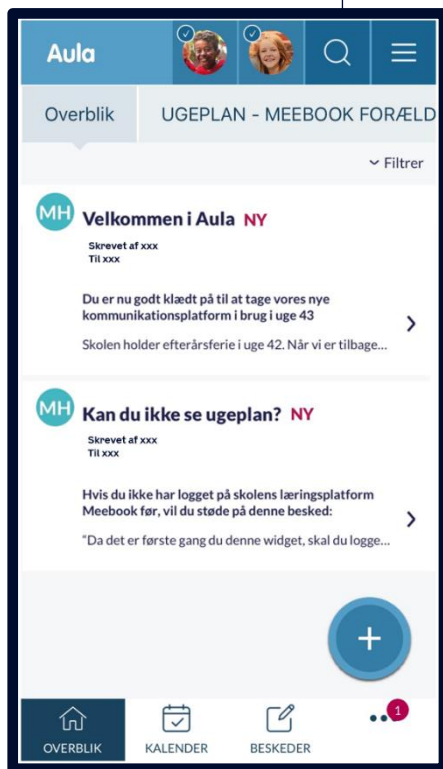 Aula
Overblik
UGEPLAN - MEEBOOK FORÆLD
Filtrer
MH
Velkommen i Aula NY
Skrevet af xxx
Til xxx
Du er nu godt klædt på til at tage vores nye
kommunikationsplatform i brug i uge 43
Skolen holder efterårsferie i uge 42. Når vi er tilbage...
MH
Kan du ikke se ugeplan? NY
Skrevet af xxx
Til xxx
Hvis du ikke har logget på skolens læringsplatform
Meebook før, vil du støde på denne besked:
"Da det er første gang du denne widget, skal du logge...
+
1
OVERBLIK
KALENDER
BESKEDER